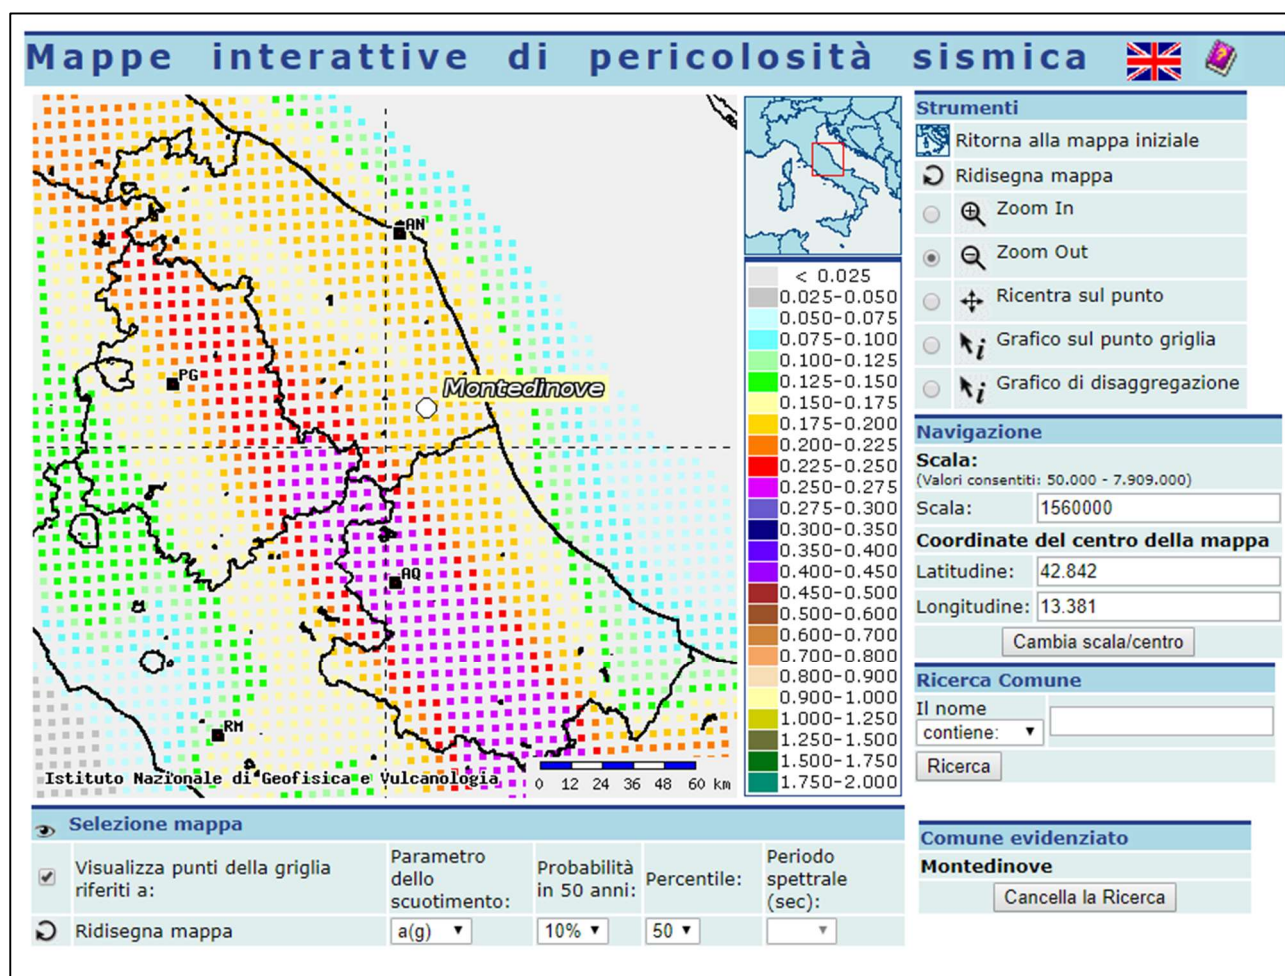 Mappe interattive di pericolosità sismica
AN
PG
Montedinove
AQ
RM
Istituto Nazionale di Geofisica e Vulcanologia
0 12 24 36 48 60 km
< 0.025
0.025-0.050
0.050-0.075
0.075-0.100
0.100-0.125
0.125-0.150
0.150-0.175
0.175-0.200
0.200-0.225
0.225-0.250
0.250-0.275
0.275-0.300
0.300-0.350
0.350-0.400
0.400-0.450
0.450-0.500
0.500-0.600
0.600-0.700
0.700-0.800
0.800-0.900
0.900-1.000
1.000-1.250
1.250-1.500
1.500-1.750
1.750-2.000
Strumenti
Ritorna alla mappa iniziale
Ridisegna mappa
Zoom In
Zoom Out
Ricentra sul punto
i Grafico sul punto griglia
i Grafico di disaggregazione
Navigazione
Scala:
(Valori consentiti: 50.000 - 7.909.000)
Scala: 1560000
Coordinate del centro della mappa
Latitudine: 42.842
Longitudine: 13.381
Cambia scala/centro
Ricerca Comune
Il nome
contiene:
Ricerca
Selezione mappa
Visualizza punti della griglia
riferiti a:
Parametro
dello
scuotimento:
Probabilità
in 50 anni:
Percentile:
Periodo
spettrale
(sec):
Ridisegna mappa
a(g)
10%
50
Comune evidenziato
Montedinove
Cancella la Ricerca